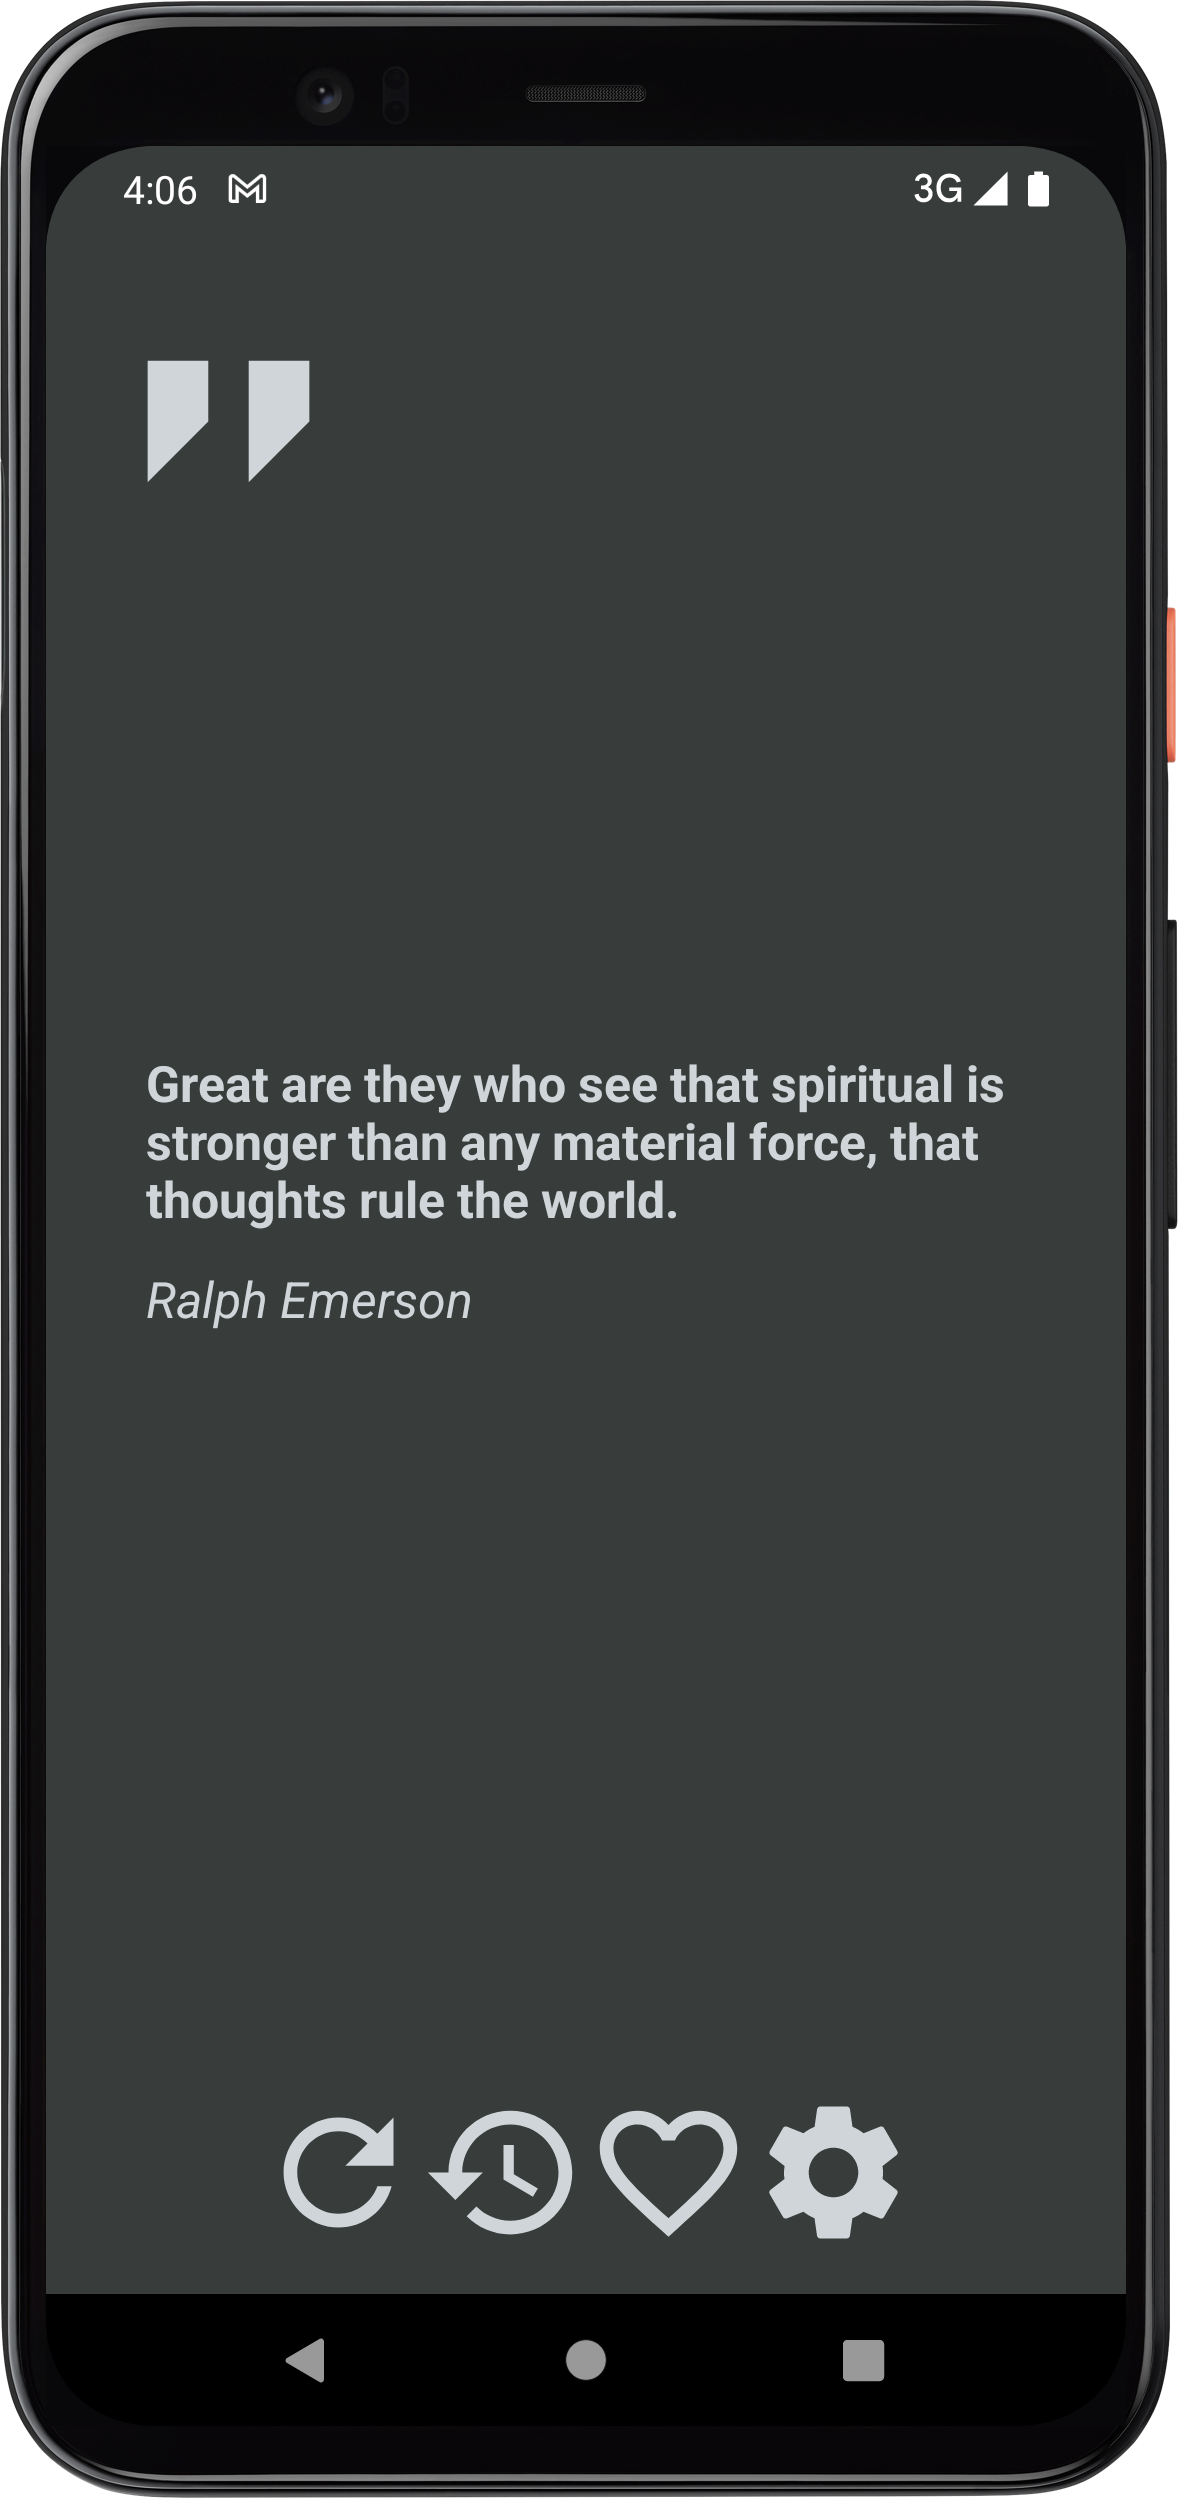 4:06 3G
Great are they who see that spiritual is
stronger than any material force, that
thoughts rule the world.
Ralph Emerson